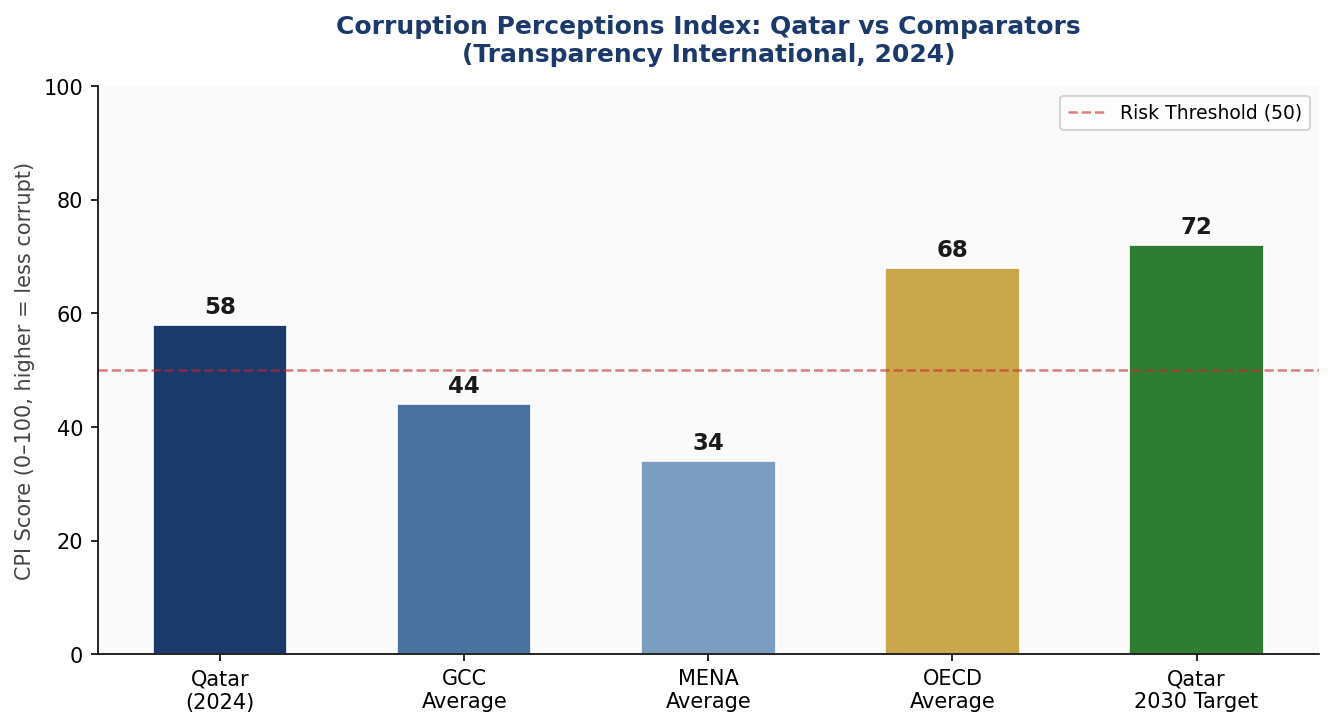 Corruption Perceptions Index: Qatar vs Comparators
(Transparency International, 2024)
Risk Threshold (50)
CPI Score (0–100, higher = less corrupt)
100
80
60
40
20
0
58
44
34
68
72
Qatar
(2024)
GCC
Average
MENA
Average
OECD
Average
Qatar
2030 Target